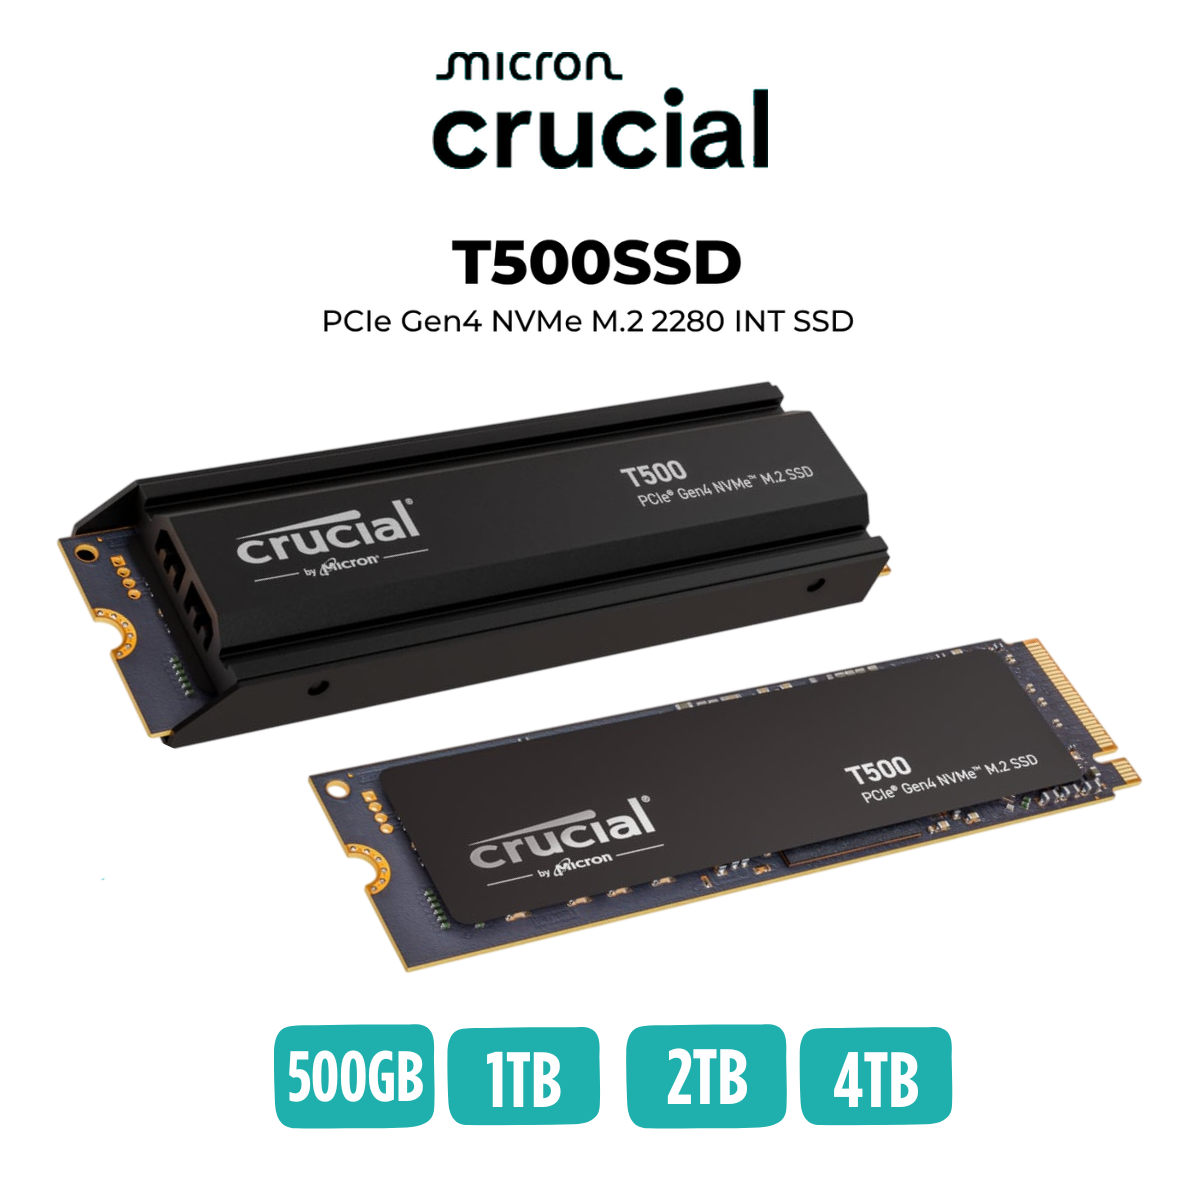 micron
crucial
T500SSD
PCIe Gen4 NVMe M.2 2280 INT SSD
T500
PCIe® Gen4 NVMe™ M.2 SSD
crucial®
by Micron®
T500
PCIe® Gen4 NVMe™ M.2 SSD
crucial®
by Micron
500GB
1TB
2TB
4TB